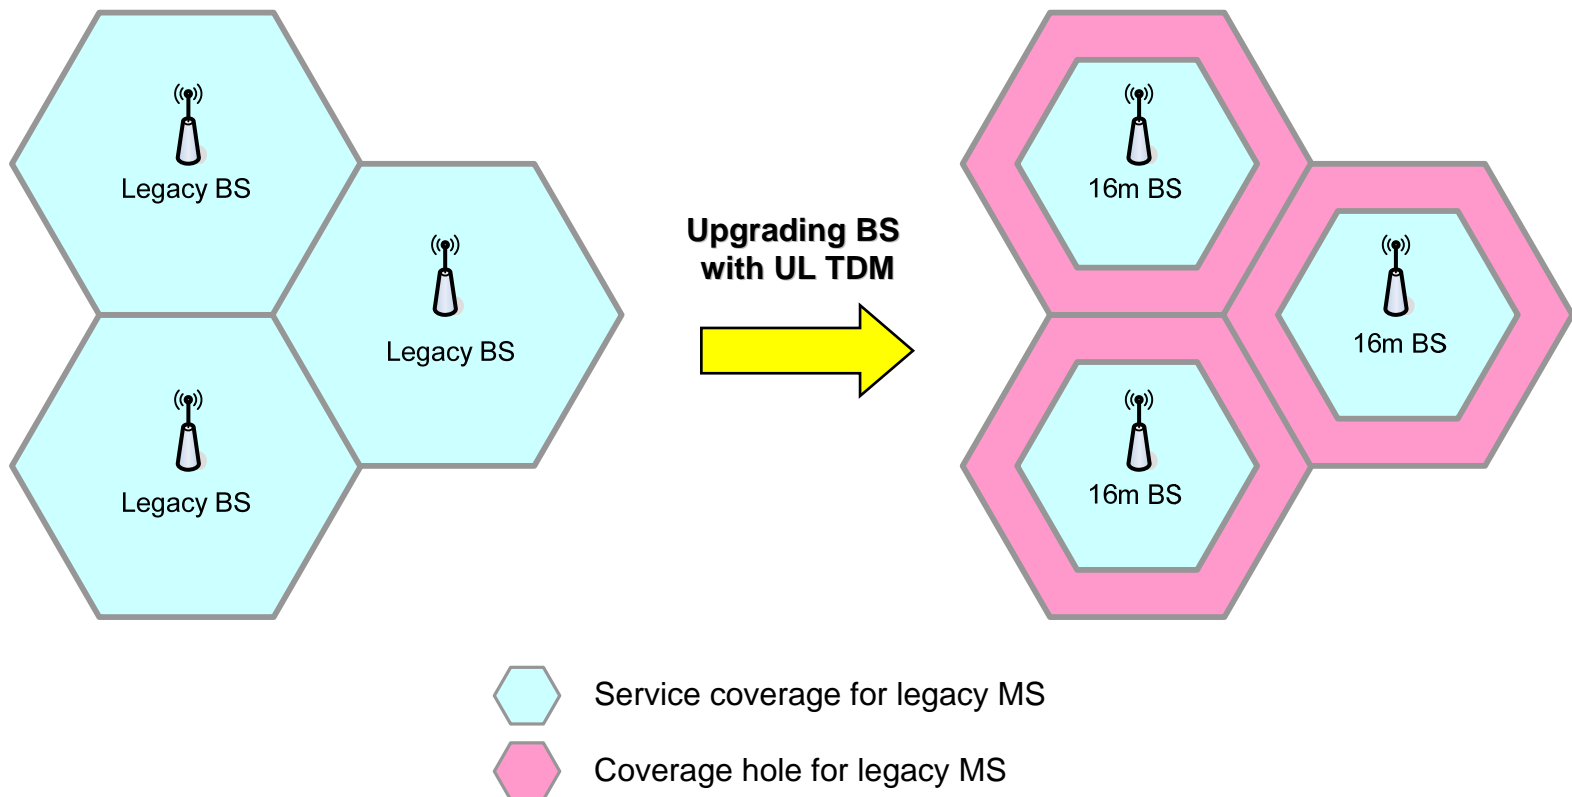 Legacy BS
Legacy BS
Legacy BS
Upgrading BS
with UL TDM
16m BS
16m BS
16m BS
Service coverage for legacy MS
Coverage hole for legacy MS